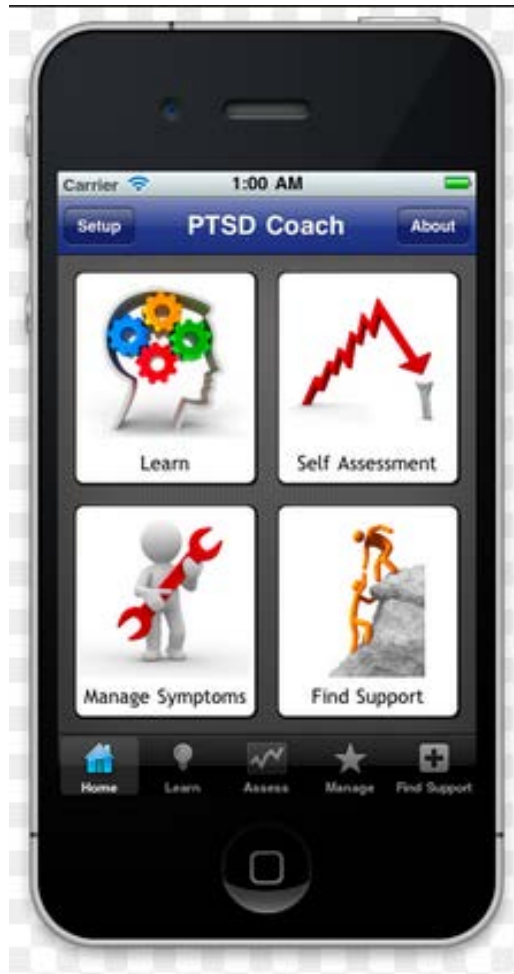 Carrier 1:00 AM
Setup PTSD Coach About
Learn Self Assessment
Manage Symptoms Find Support
Home Learn Assess Manage Find Support